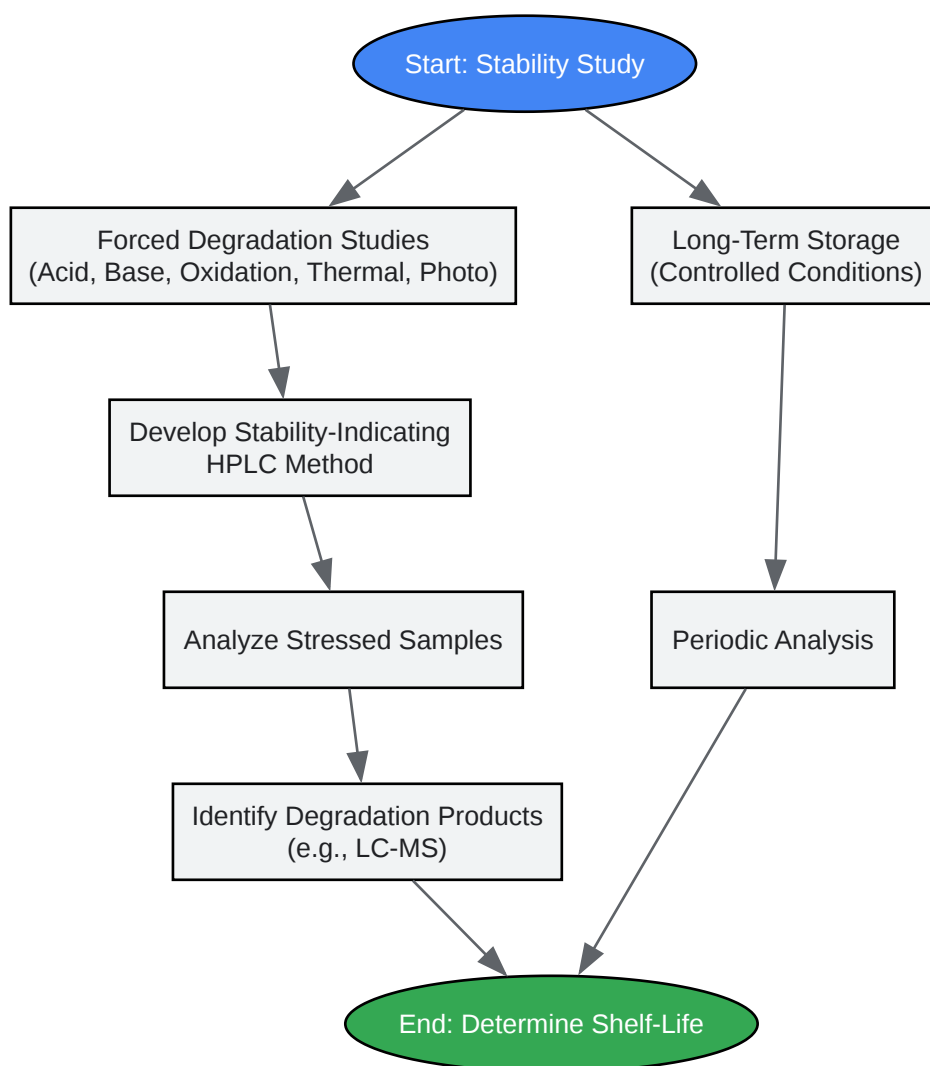 Start: Stability Study
Forced Degradation Studies
(Acid, Base, Oxidation, Thermal, Photo)
Long-Term Storage
(Controlled Conditions)
Develop Stability-Indicating
HPLC Method
Analyze Stressed Samples
Periodic Analysis
Identify Degradation Products
(e.g., LC-MS)
End: Determine Shelf-Life